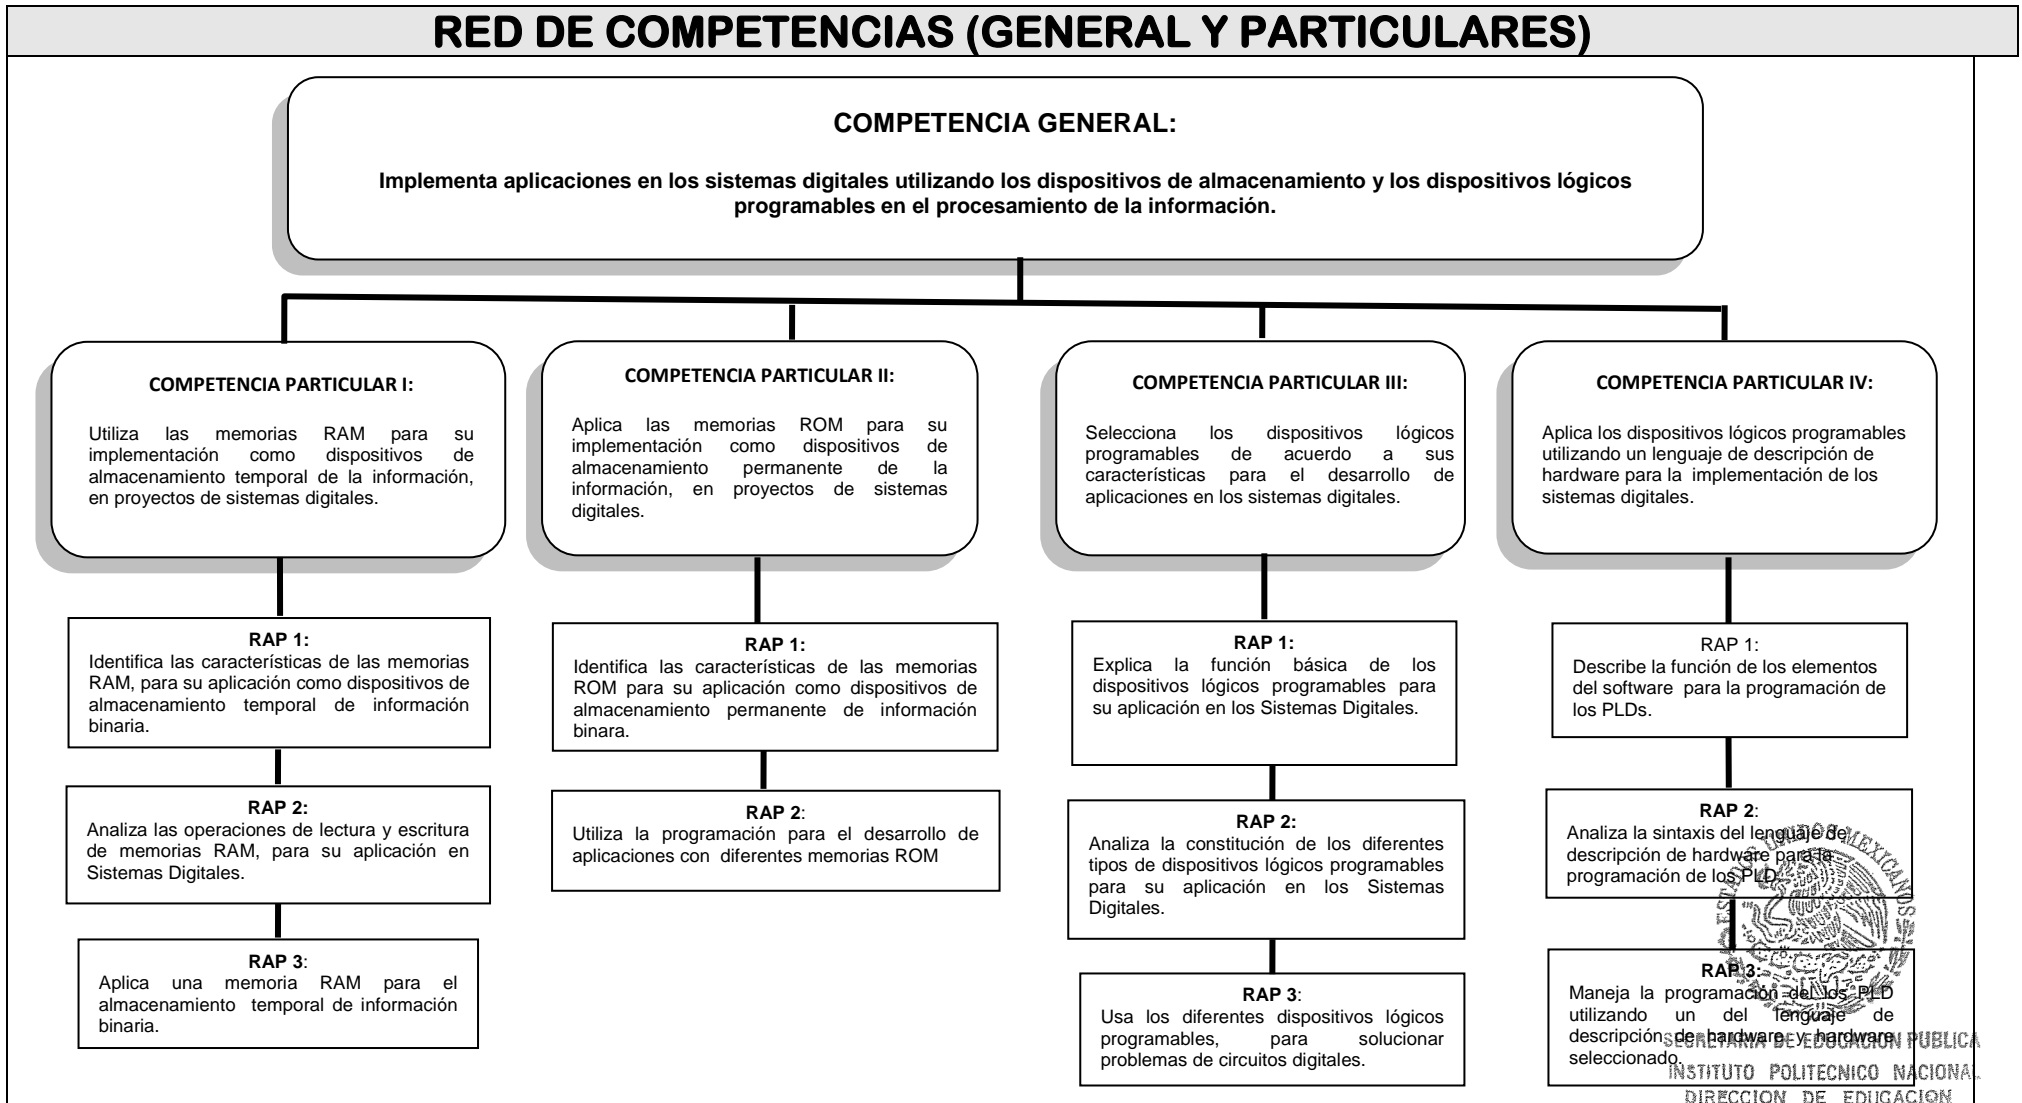 RED DE COMPETENCIAS (GENERAL Y PARTICULARES)
COMPETENCIA GENERAL:
Implementa aplicaciones en los sistemas digitales utilizando los dispositivos de almacenamiento y los dispositivos lógicos
programables en el procesamiento de la información.
COMPETENCIA PARTICULAR I:
Utiliza las memorias RAM para su
implementación como dispositivos de
almacenamiento temporal de la información,
en proyectos de sistemas digitales.
RAP 1:
Identifica las características de las memorias
RAM, para su aplicación como dispositivos de
almacenamiento temporal de información
binaria.
RAP 2:
Analiza las operaciones de lectura y escritura
de memorias RAM, para su aplicación en
Sistemas Digitales.
RAP 3:
Aplica una memoria RAM para el
almacenamiento temporal de información
binaria.
COMPETENCIA PARTICULAR II:
Aplica las memorias ROM para su
implementación como dispositivos de
almacenamiento permanente de la
información, en proyectos de sistemas
digitales.
RAP 1:
Identifica las características de las memorias
ROM para su aplicación como dispositivos de
almacenamiento permanente de información
binara.
RAP 2:
Utiliza la programación para el desarrollo de
aplicaciones con diferentes memorias ROM
COMPETENCIA PARTICULAR III:
Selecciona los dispositivos lógicos
programables de acuerdo a sus
características para el desarrollo de
aplicaciones en los sistemas digitales.
RAP 1:
Explica la función básica de los
dispositivos lógicos programables para
su aplicación en los Sistemas Digitales.
RAP 2:
Analiza la constitución de los diferentes
tipos de dispositivos lógicos programables
para su aplicación en los Sistemas
Digitales.
RAP 3:
Usa los diferentes dispositivos lógicos
programables, para solucionar
problemas de circuitos digitales.
COMPETENCIA PARTICULAR IV:
Aplica los dispositivos lógicos programables
utilizando un lenguaje de descripción de
hardware para la implementación de los
sistemas digitales.
RAP 1:
Describe la función de los elementos
del software para la programación de
los PLDs.
RAP 2:
Analiza la sintaxis del lenguaje de
descripción de hardware para la
programación de los PLD.
RAP 3:
Maneja la programación del los PLD
utilizando un del lenguaje de
descripción de hardware y hardware
seleccionado.
ESTADOS UNIDOS MEXICANOS
SECRETARIA DE EDUCACION PUBLICA
INSTITUTO POLITECNICO NACIONAL
DIRECCION DE EDUCACION